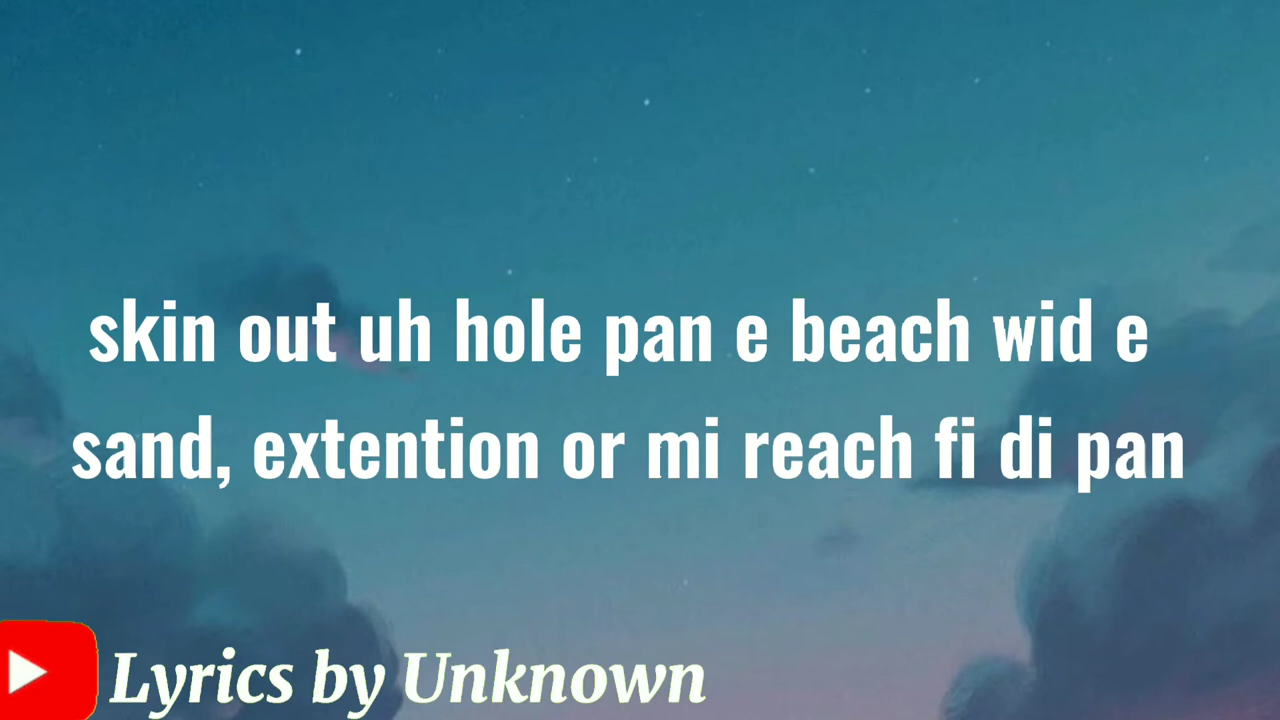 skin out uh hole pan e beach wid e
sand, extention or mi reach fi di pan
Lyrics by Unknown